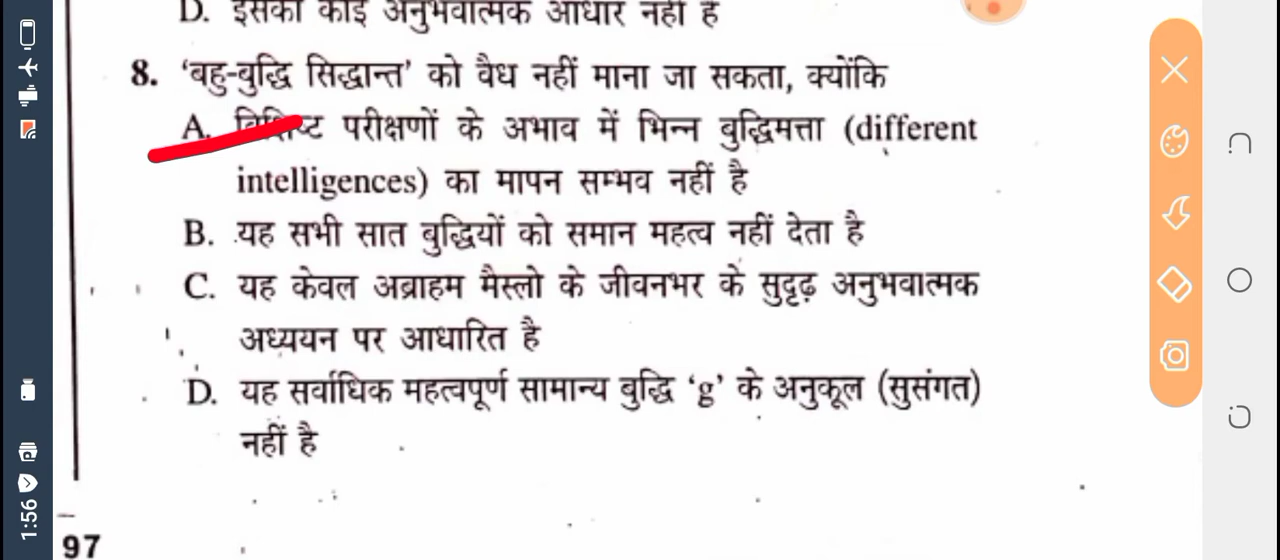 D. इसका कोई अनुभवात्मक आधार नहीं है
8. ‘बहु-बुद्धि सिद्धान्त’ को वैध नहीं माना जा सकता, क्योंकि
A. विशिष्ट परीक्षणों के अभाव में भिन्न बुद्धिमत्ता (different
intelligences) का मापन सम्भव नहीं है
B. यह सभी सात बुद्धियों को समान महत्व नहीं देता है
C. यह केवल अब्राहम मैस्लो के जीवनभर के सुदृढ़ अनुभवात्मक
अध्ययन पर आधारित है
D. यह सर्वाधिक महत्वपूर्ण सामान्य बुद्धि ‘g’ के अनुकूल (सुसंगत)
नहीं है
97
1:56